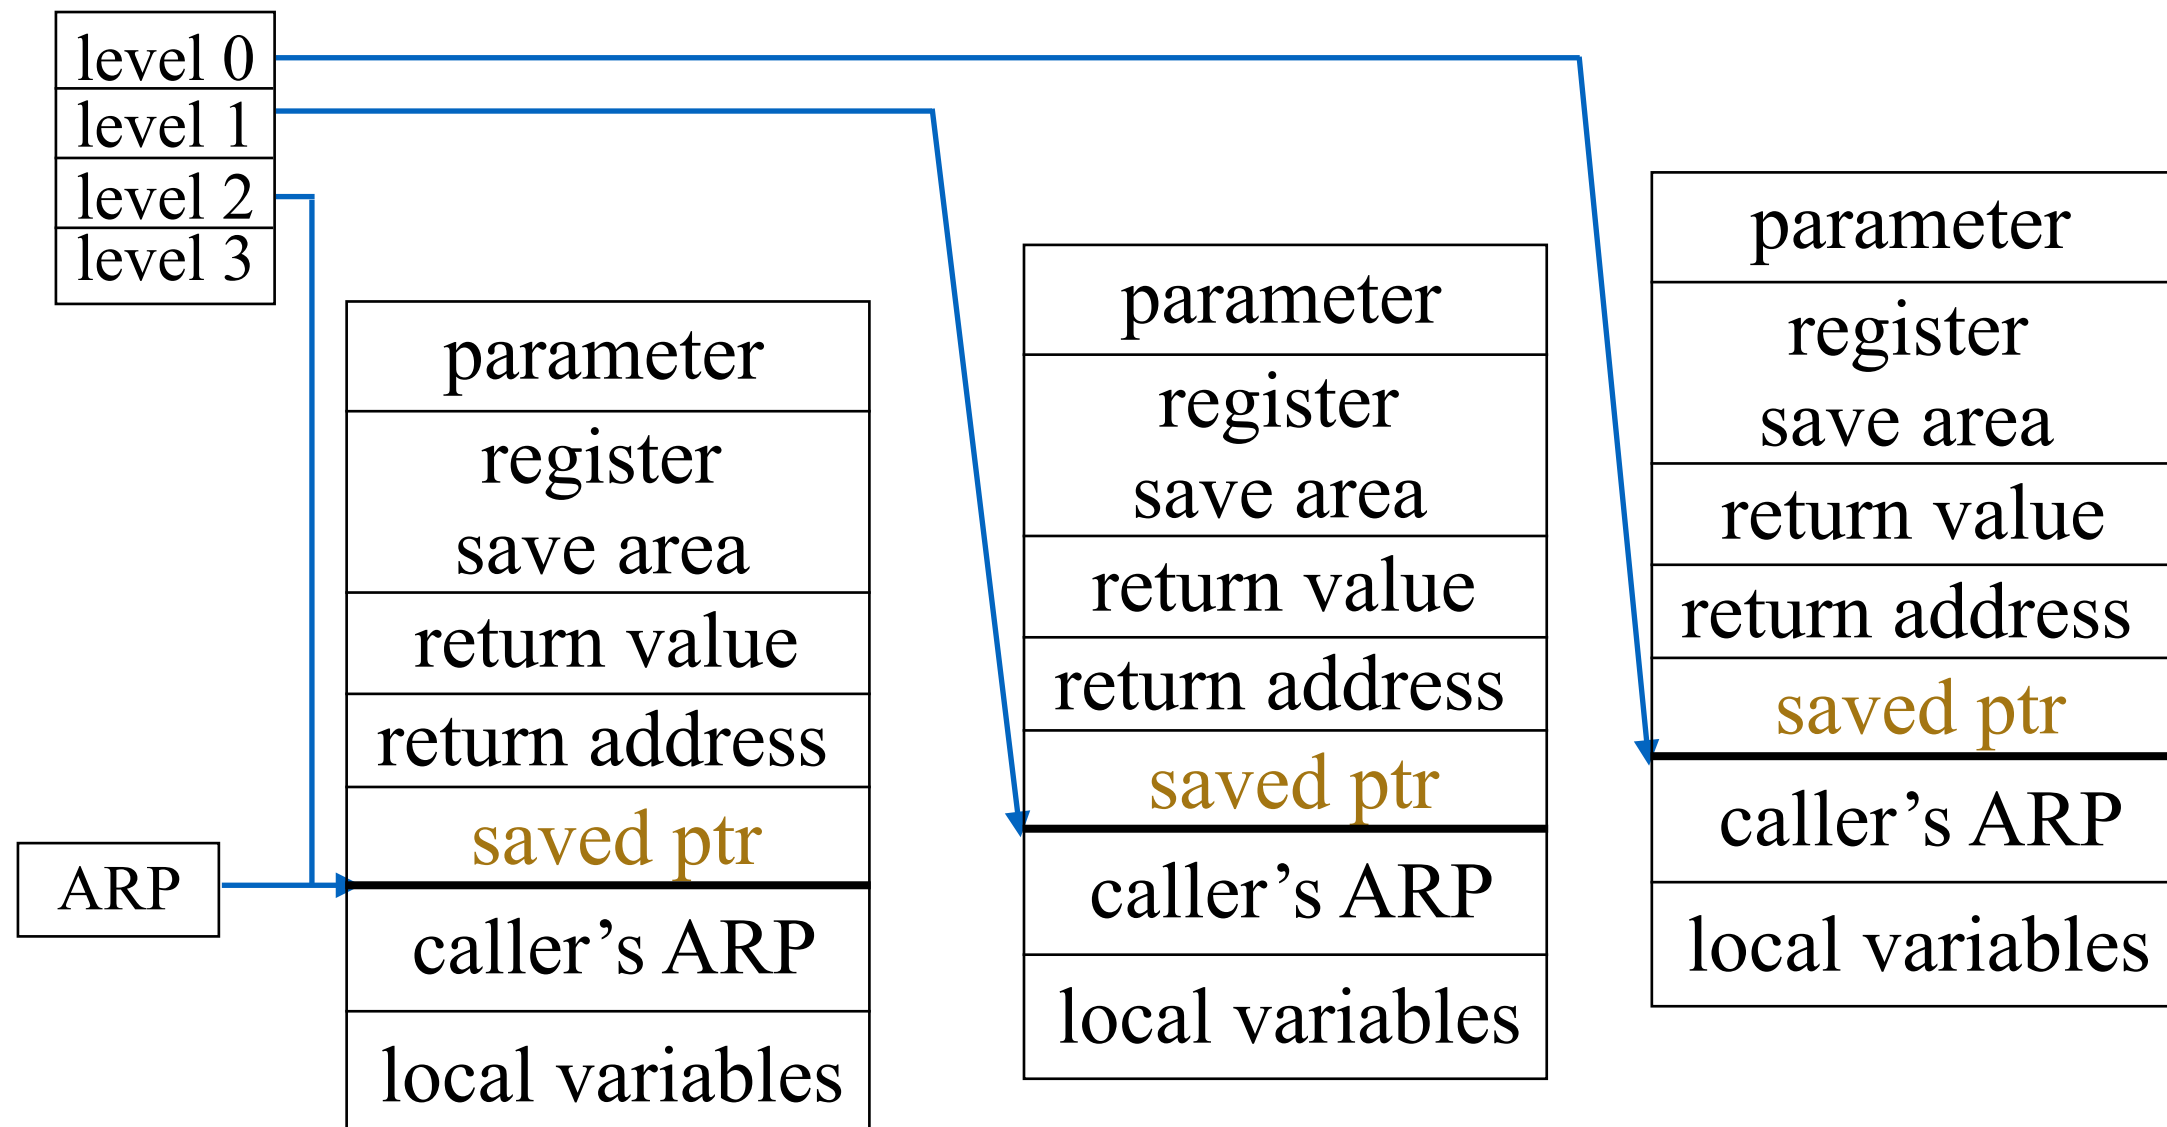 level 0
level 1
level 2
level 3
ARP
parameter
register
save area
return value
return address
saved ptr
caller’s ARP
local variables
parameter
register
save area
return value
return address
saved ptr
caller’s ARP
local variables
parameter
register
save area
return value
return address
saved ptr
caller’s ARP
local variables